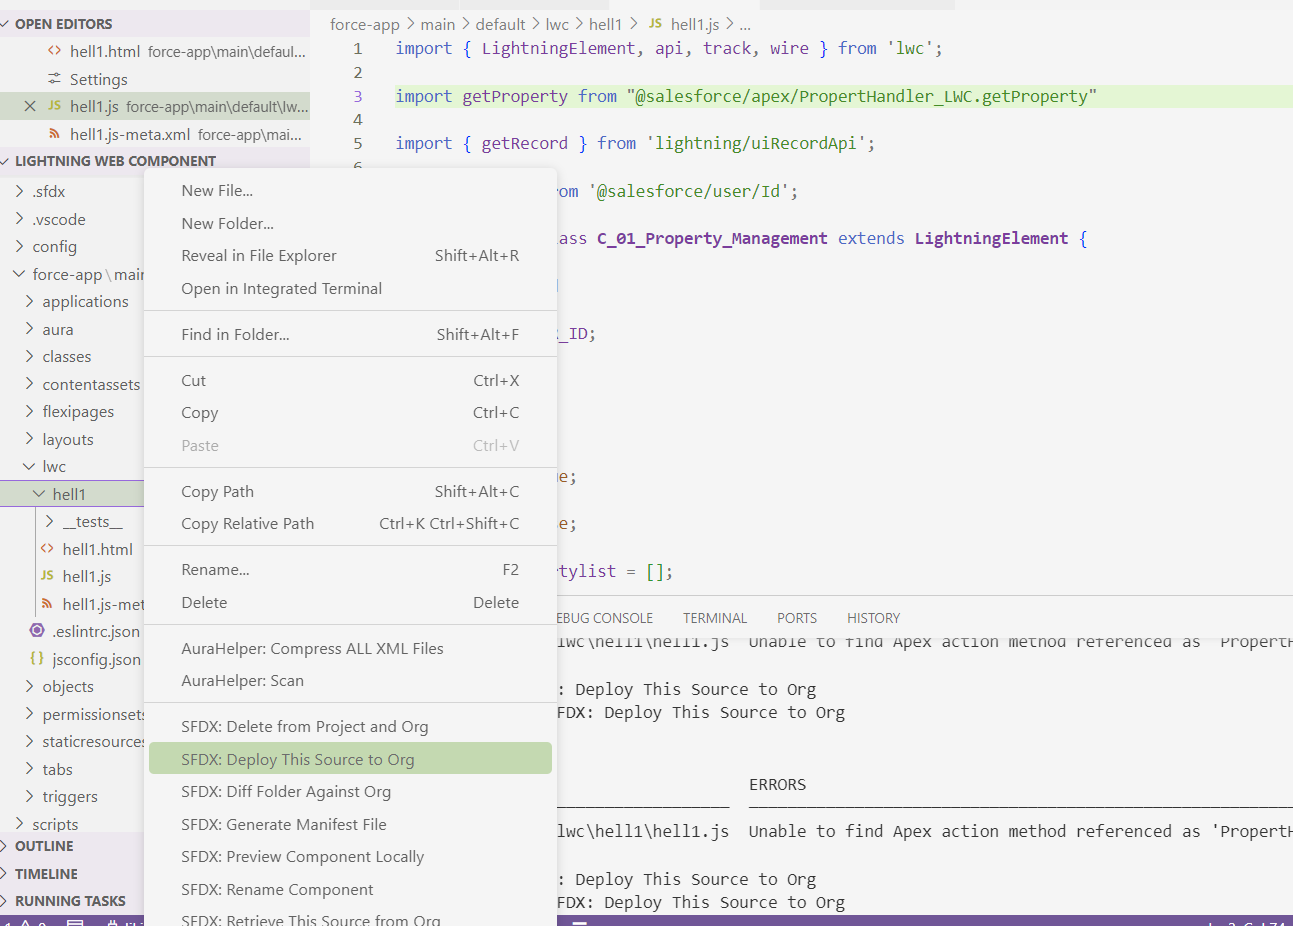 OPEN EDITORS
hell1.html force-app\main\defaul...
Settings
JS hell1.js force-app\main\default\lw...
hell1.js-meta.xml force-app\mai...
LIGHTNING WEB COMPONENT
.sfdx
.vscode
config
force-app\main
applications
aura
classes
contentassets
flexipages
layouts
lwc
hell1
__tests__
hell1.html
JS hell1.js
hell1.js-met
.eslintrc.json
{} jsconfig.json
objects
permissionsets
staticresources
tabs
triggers
scripts
OUTLINE
TIMELINE
RUNNING TASKS
New File...
New Folder...
Reveal in File Explorer Shift+Alt+R
Open in Integrated Terminal
Find in Folder... Shift+Alt+F
Cut Ctrl+X
Copy Ctrl+C
Paste Ctrl+V
Copy Path Shift+Alt+C
Copy Relative Path Ctrl+K Ctrl+Shift+C
Rename... F2
Delete Delete
AuraHelper: Compress ALL XML Files
AuraHelper: Scan
SFDX: Delete from Project and Org
SFDX: Deploy This Source to Org
SFDX: Diff Folder Against Org
SFDX: Generate Manifest File
SFDX: Preview Component Locally
SFDX: Rename Component
SFDX: Retrieve This Source from Org
force-app > main > default > lwc > hell1 > JS hell1.js > ...
1 import { LightningElement, api, track, wire } from 'lwc';
2
3 import getProperty from "@salesforce/apex/PropertHandler_LWC.getProperty"
4
5 import { getRecord } from 'lightning/uiRecordApi';
6
om '@salesforce/user/Id';
ass C_01_Property_Management extends LightningElement {
_ID;
e;
e;
tylist = [];
EBUG CONSOLE TERMINAL PORTS HISTORY
lwc\hell1\hell1.js Unable to find Apex action method referenced as 'PropertH
: Deploy This Source to Org
FDX: Deploy This Source to Org
ERRORS
lwc\hell1\hell1.js Unable to find Apex action method referenced as 'PropertH
: Deploy This Source to Org
FDX: Deploy This Source to Org